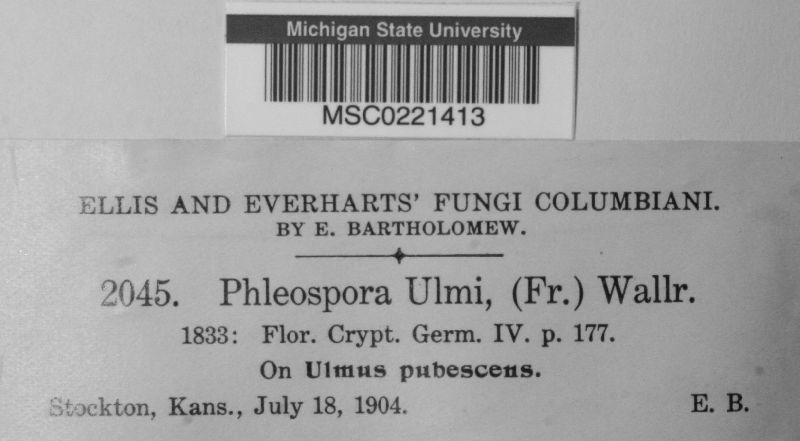 Michigan State University
MSC0221413
ELLIS AND EVERHARTS' FUNGI COLUMBIANI.
BY E. BARTHOLOMEW.
2045. Phleospora Ulmi, (Fr.) Wallr.
1833: Flor. Crypt. Germ. IV. p. 177.
On Ulmus pubescens.
Stockton, Kans., July 18, 1904. E. B.